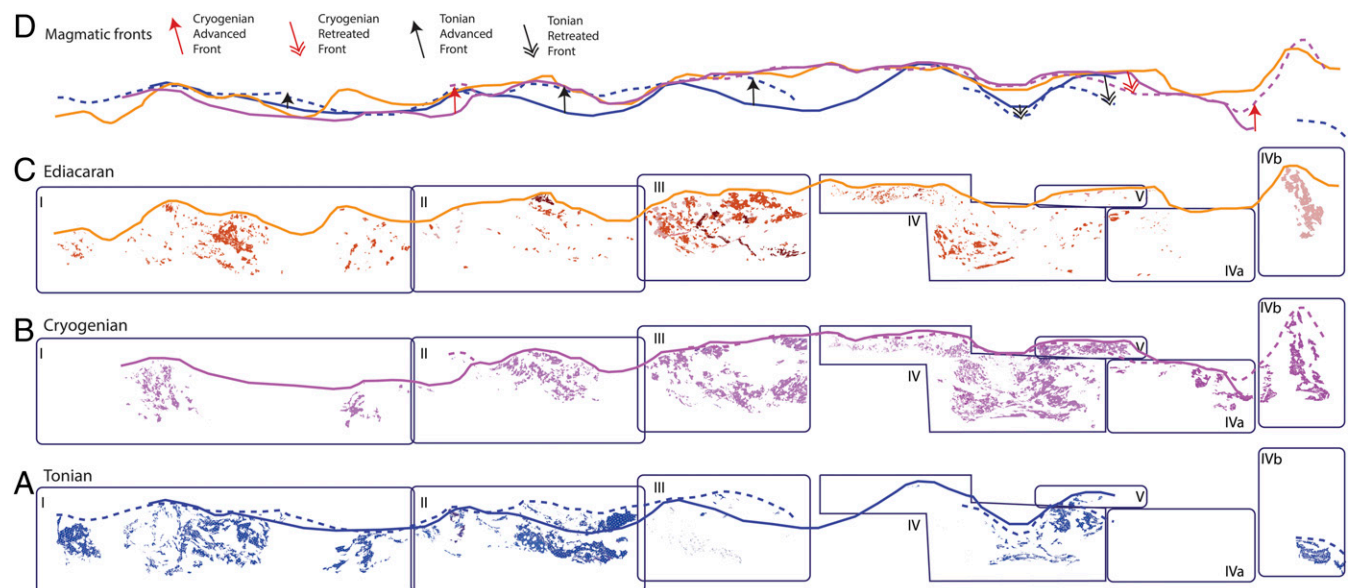 D
Magmatic fronts
Cryogenian
Advanced
Front
Cryogenian
Retreated
Front
Tonian
Advanced
Front
Tonian
Retreated
Front
C Ediacaran
I
II
III
IV
V
IVa
IVb
B Cryogenian
I
II
III
IV
V
IVa
IVb
A Tonian
I
II
III
IV
V
IVa
IVb